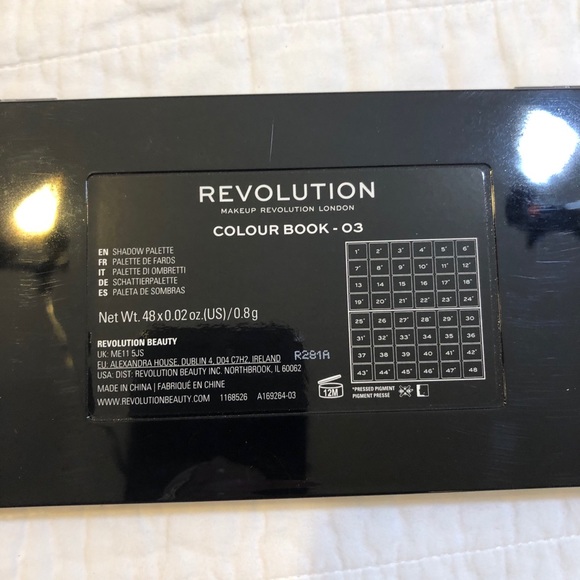 REVOLUTION
MAKEUP REVOLUTION LONDON
COLOUR BOOK - 03
EN SHADOW PALETTE
FR PALETTE DE FARDS
IT PALETTE DI OMBRETTI
DE SCHATTIERPALETTE
ES PALETA DE SOMBRAS
Net Wt. 48 x 0.02 oz.(US) / 0.8 g
REVOLUTION BEAUTY
UK: ME11 5JS
EU: ALEXANDRA HOUSE, DUBLIN 4, D04 C7H2, IRELAND
USA: DIST: REVOLUTION BEAUTY INC. NORTHBROOK, IL 60062
MADE IN CHINA | FABRIQUÉ EN CHINE
WWW.REVOLUTIONBEAUTY.COM 1168526 A169264-03
R281A
1* 2* 3* 4* 5* 6*
7* 8* 9* 10* 11* 12*
13 14 15 16 17 18
19* 20* 21* 22* 23* 24*
25* 26* 27* 28* 29* 30*
31 32 33 34 35 36
37 38 39 40 41 42
43* 44* 45* 46* 47* 48
12M
*PRESSED PIGMENT
PIGMENT PRESSÉ